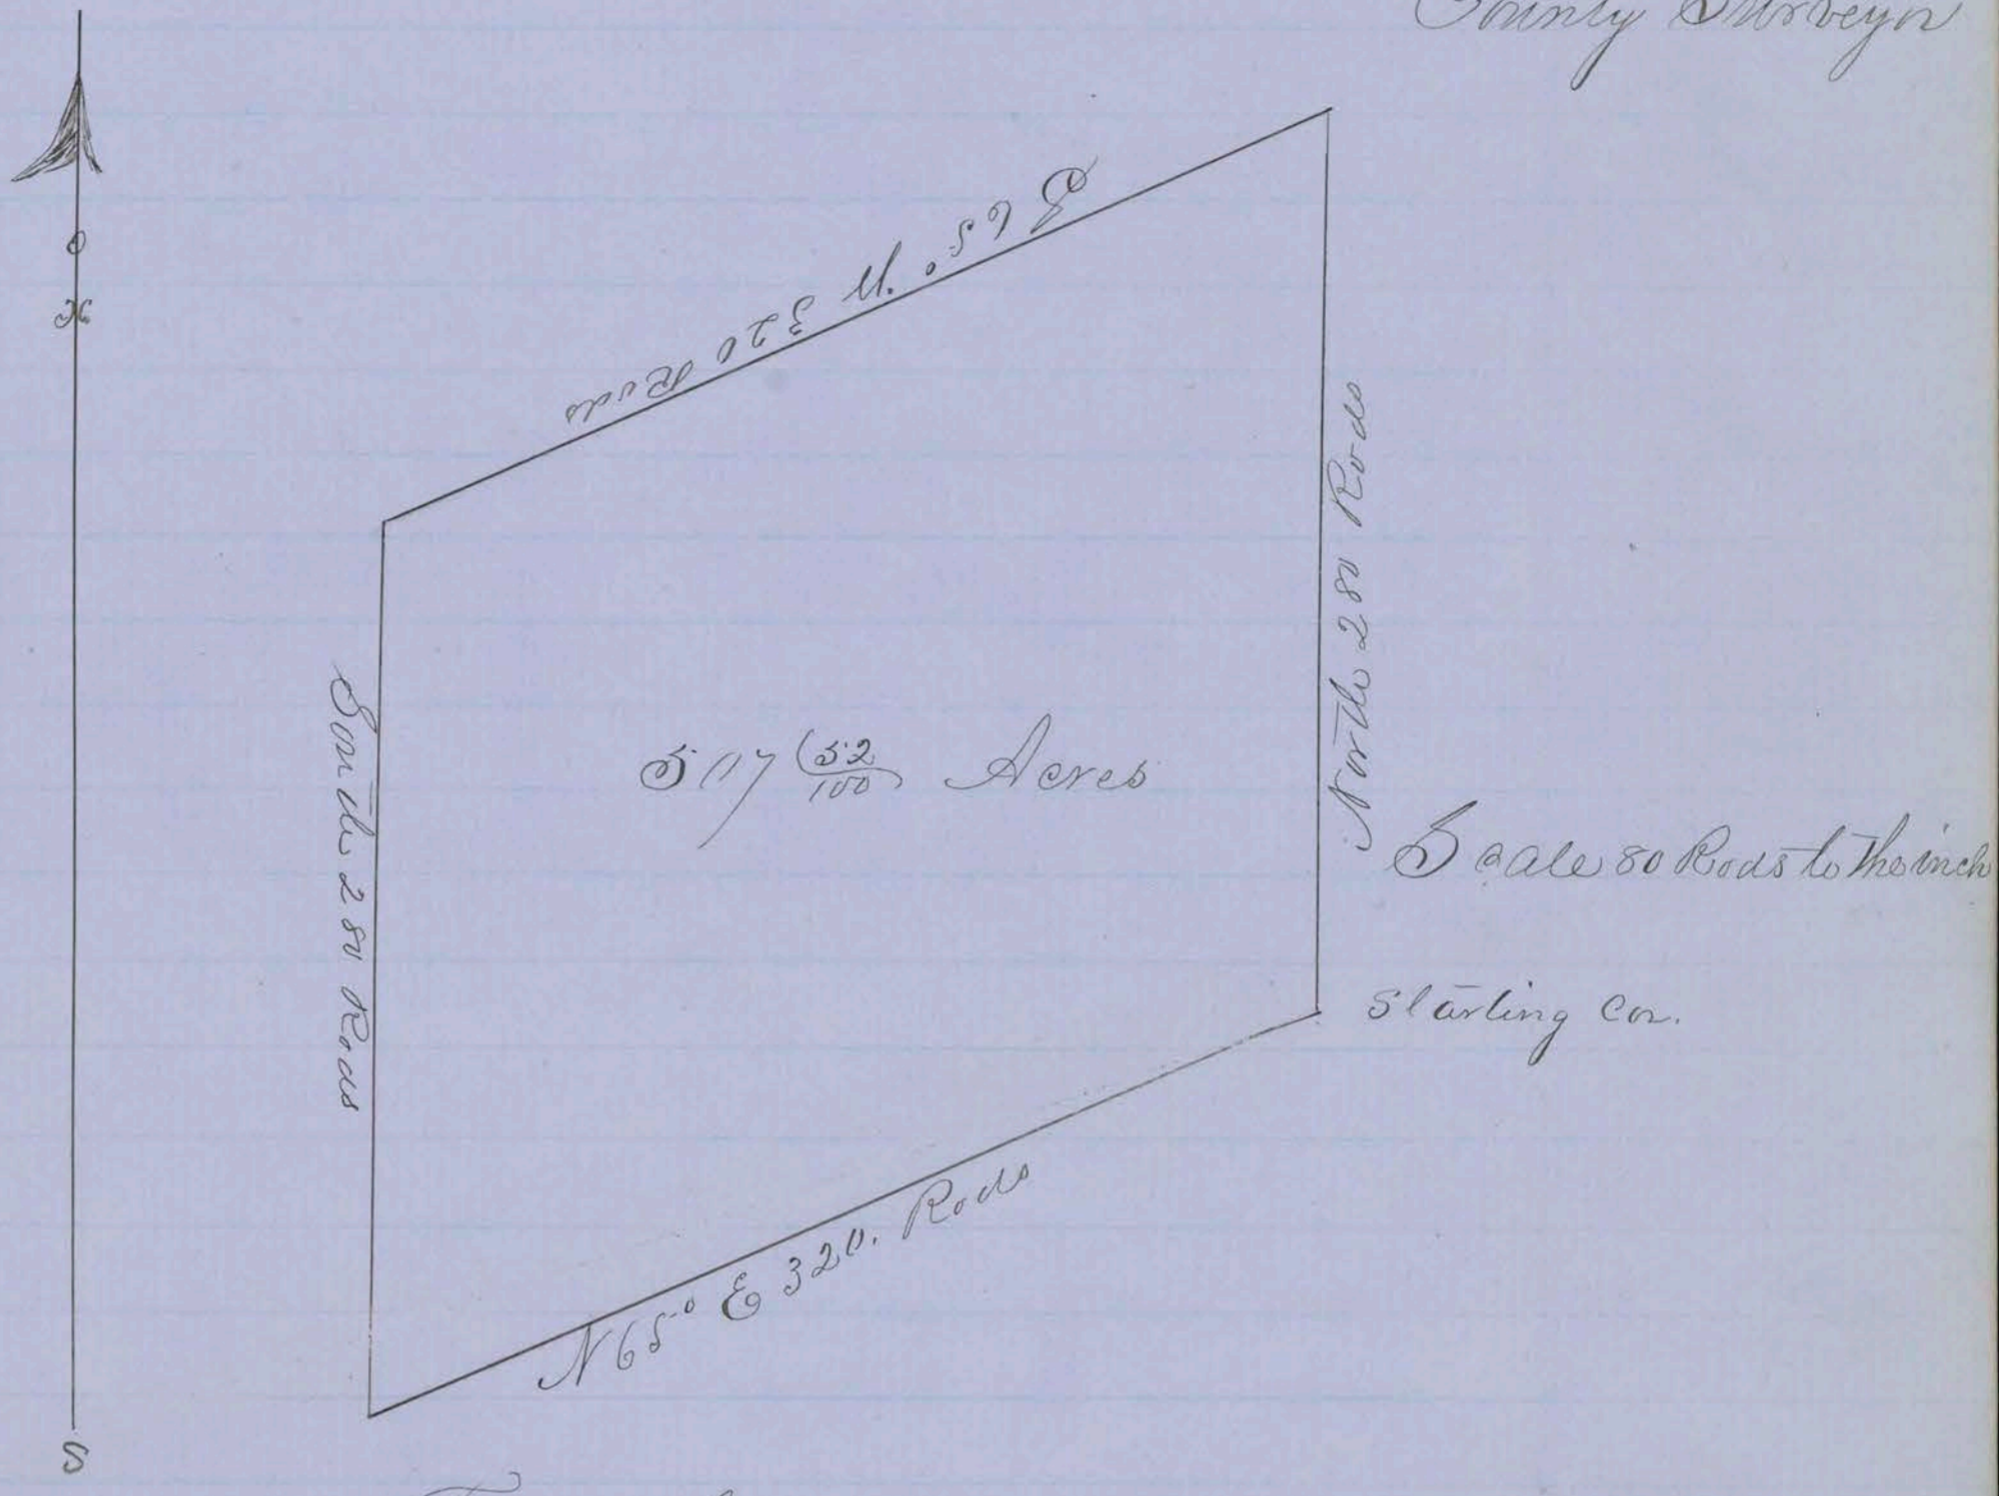 County Surveyor
S 65° W. 320 Rods
North 280 Rods
South 280 Rods
507 52/100 Acres
Scale 80 Rods to the inch
Starting Cor.
N 65° E 320. Rods
S